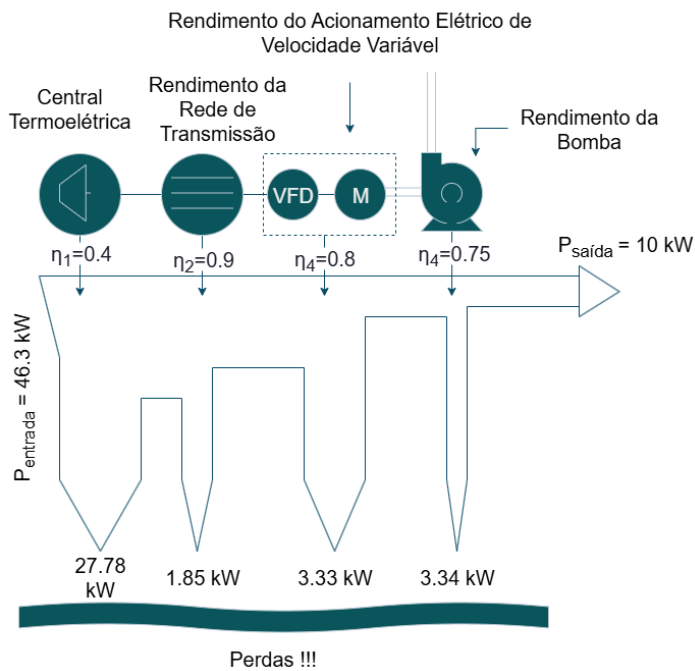 Rendimento do Acionamento Elétrico de
Velocidade Variável
Central
Termoelétrica
Rendimento da
Rede de
Transmissão
Rendimento da
Bomba
VFD
M
η1=0.4
η2=0.9
η4=0.8
η4=0.75
Psaída = 10 kW
Pentrada = 46.3 kW
27.78
kW
1.85 kW
3.33 kW
3.34 kW
Perdas !!!